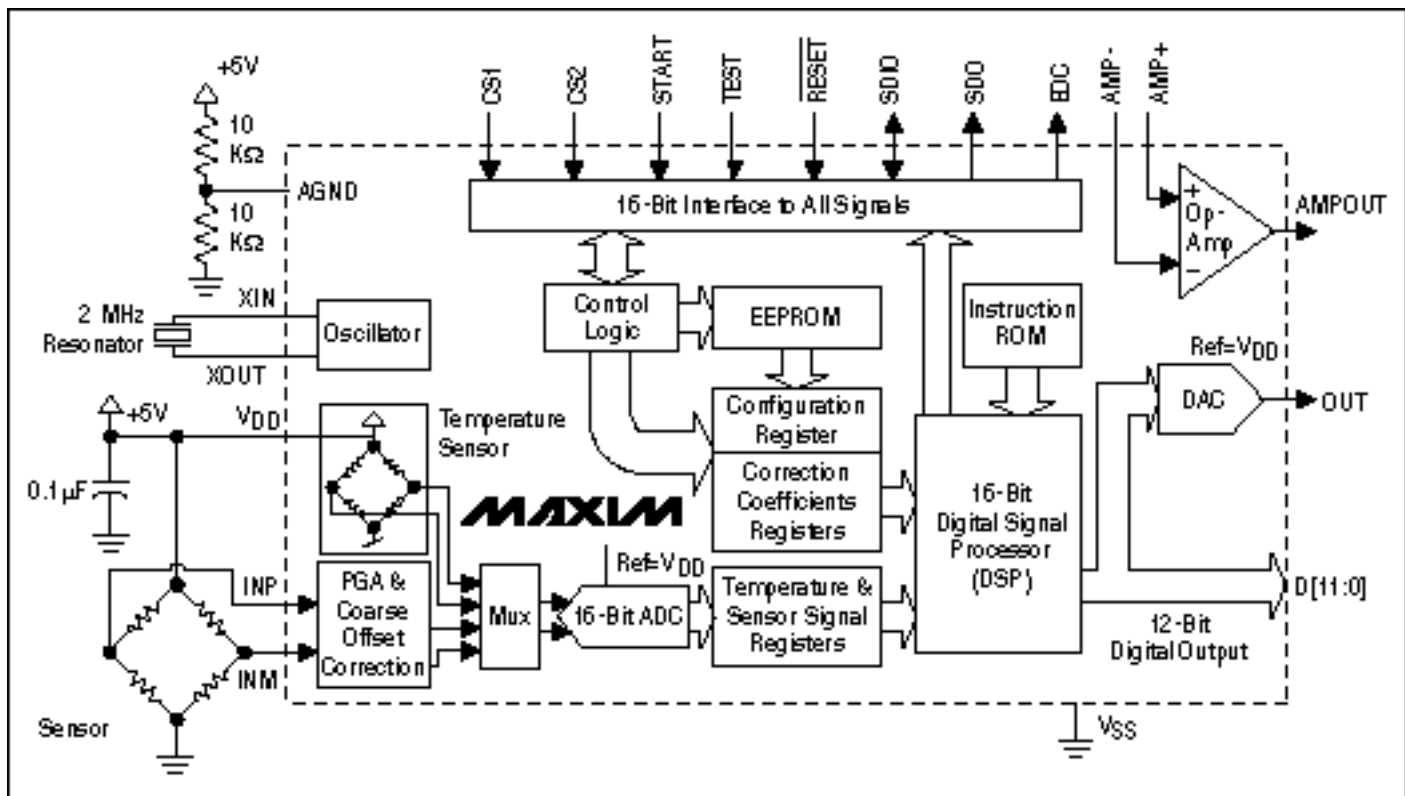 +5V
CS1
CS2
START
TEST
RESET
SDIO
SDO
EOC
AMP-
AMP+
10
KΩ
AGND
10
KΩ
16-Bit Interface to All Signals
+
Op-
Amp
−
AMPOUT
XIN
2 MHz
Resonator
XOUT
Oscillator
Control
Logic
EEPROM
Instruction
ROM
Ref=VDD
DAC
OUT
+5V
VDD
Temperature
Sensor
Configuration
Register
Correction
Coefficients
Registers
0.1µF
MAXIM
16-Bit
Digital Signal
Processor
(DSP)
INP
PGA &
Coarse
Offset
Correction
Mux
Ref=VDD
16-Bit ADC
Temperature &
Sensor Signal
Registers
D[11:0]
12-Bit
Digital Output
INM
Sensor
VSS